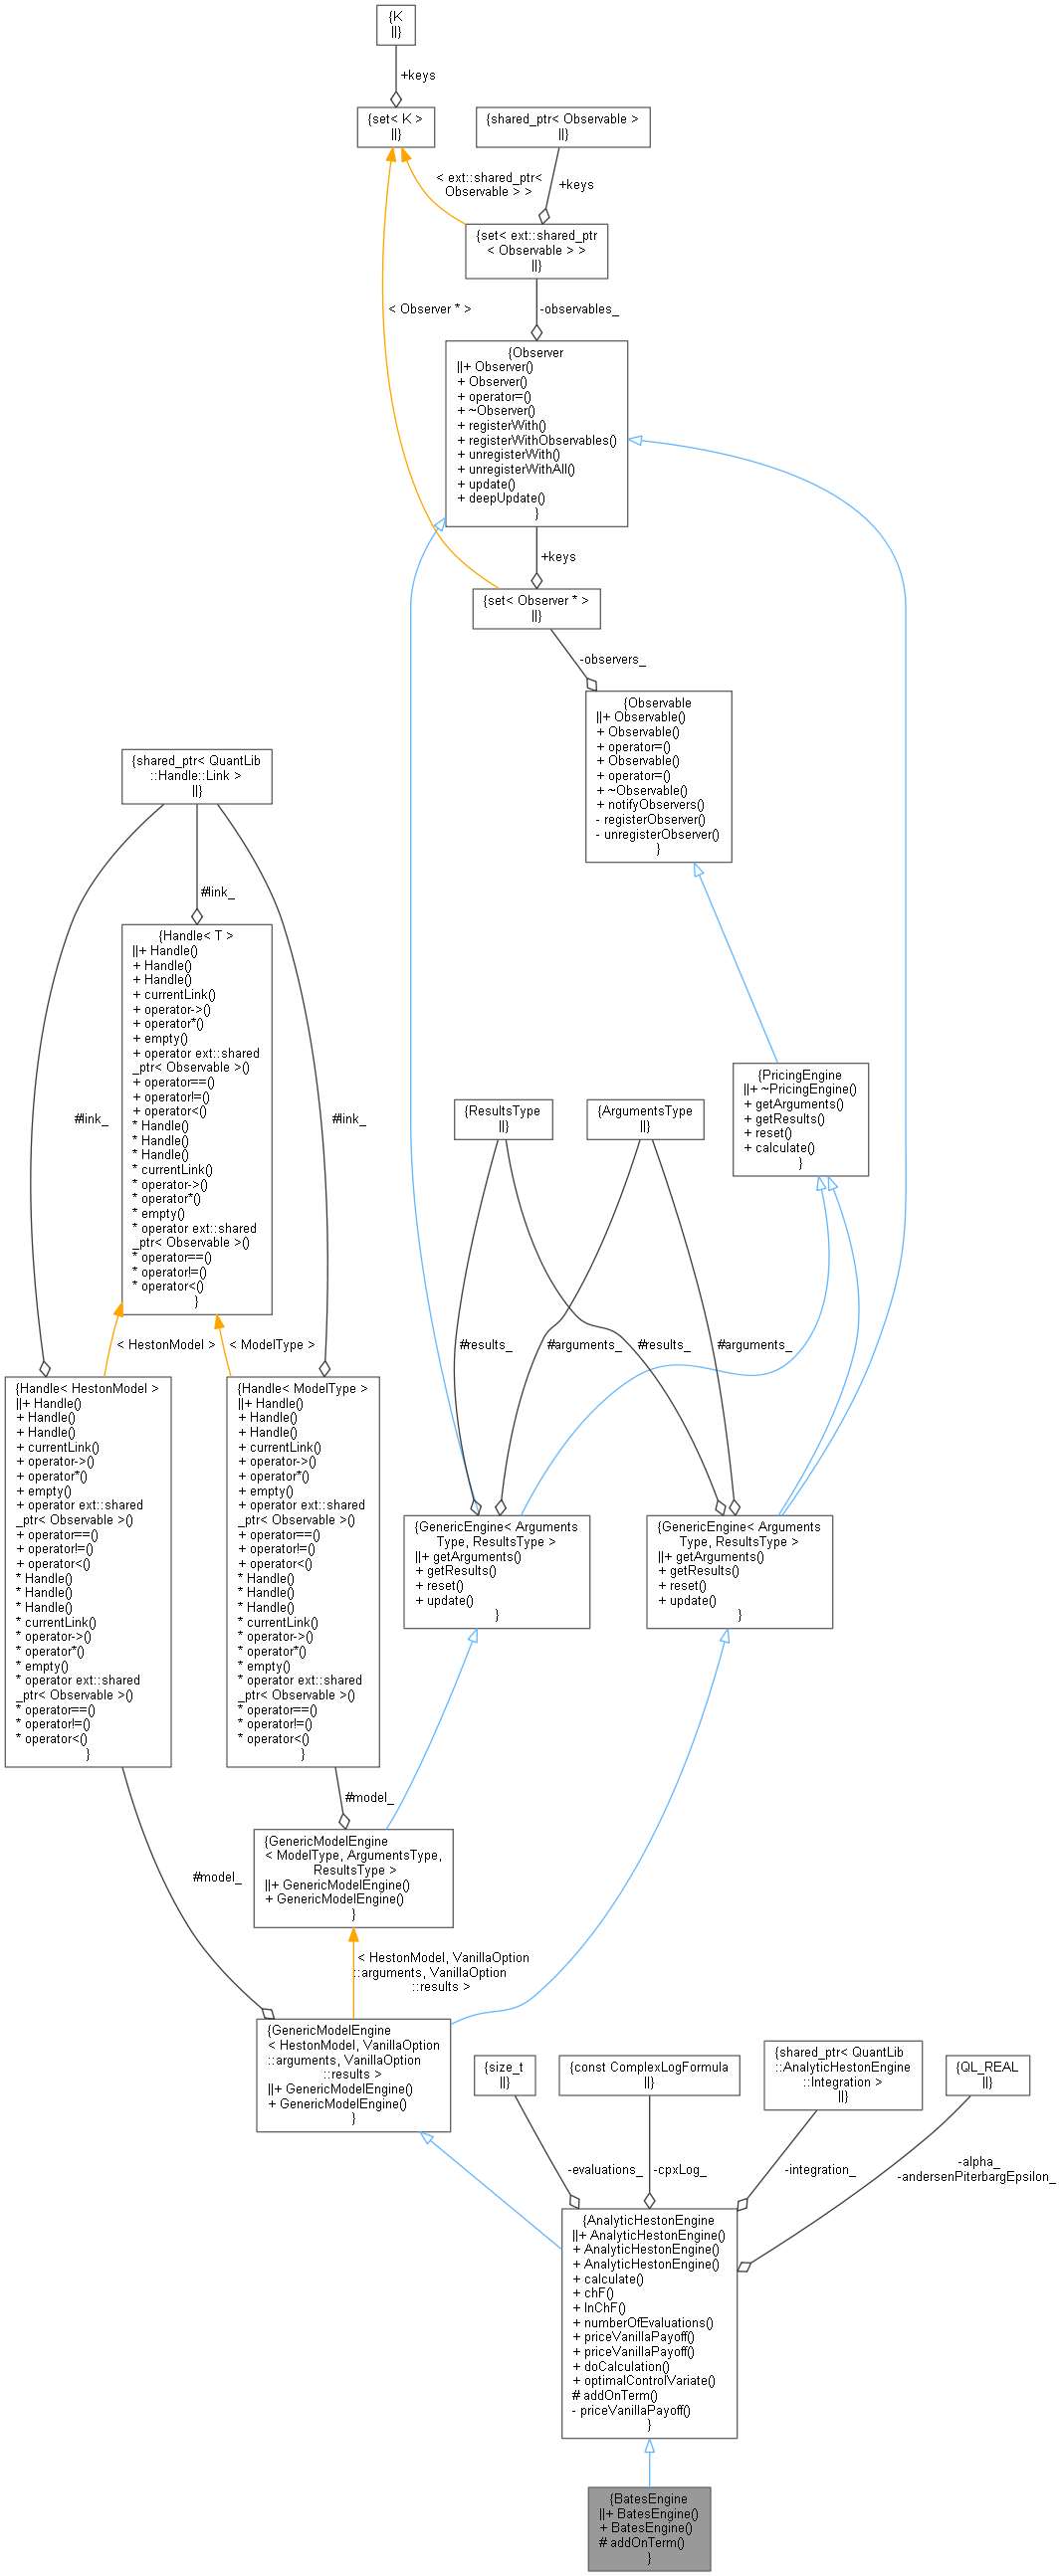 {K
||}
+keys
{set< K >
||}
{shared_ptr< Observable >
||}
< ext::shared_ptr<
Observable > >
+keys
{set< ext::shared_ptr
< Observable > >
||}
< Observer * >
-observables_
{Observer
||+ Observer()
+ Observer()
+ operator=()
+ ~Observer()
+ registerWith()
+ registerWithObservables()
+ unregisterWith()
+ unregisterWithAll()
+ update()
+ deepUpdate()
}
+keys
{set< Observer * >
||}
-observers_
{Observable
||+ Observable()
+ Observable()
+ operator=()
+ Observable()
+ operator=()
+ ~Observable()
+ notifyObservers()
- registerObserver()
- unregisterObserver()
}
{shared_ptr< QuantLib
::Handle::Link >
||}
#link_
{Handle< T >
||+ Handle()
+ Handle()
+ Handle()
+ currentLink()
+ operator->()
+ operator*()
+ empty()
+ operator ext::shared
_ptr< Observable >()
+ operator==()
+ operator!=()
+ operator<()
* Handle()
* Handle()
* Handle()
* currentLink()
* operator->()
* operator*()
* empty()
* operator ext::shared
_ptr< Observable >()
* operator==()
* operator!=()
* operator<()
}
#link_
#link_
{PricingEngine
||+ ~PricingEngine()
+ getArguments()
+ getResults()
+ reset()
+ calculate()
}
{ResultsType
||}
{ArgumentsType
||}
< HestonModel >
< ModelType >
#results_
#arguments_
#results_
#arguments_
{Handle< HestonModel >
||+ Handle()
+ Handle()
+ Handle()
+ currentLink()
+ operator->()
+ operator*()
+ empty()
+ operator ext::shared
_ptr< Observable >()
+ operator==()
+ operator!=()
+ operator<()
* Handle()
* Handle()
* Handle()
* currentLink()
* operator->()
* operator*()
* empty()
* operator ext::shared
_ptr< Observable >()
* operator==()
* operator!=()
* operator<()
}
{Handle< ModelType >
||+ Handle()
+ Handle()
+ Handle()
+ currentLink()
+ operator->()
+ operator*()
+ empty()
+ operator ext::shared
_ptr< Observable >()
+ operator==()
+ operator!=()
+ operator<()
* Handle()
* Handle()
* Handle()
* currentLink()
* operator->()
* operator*()
* empty()
* operator ext::shared
_ptr< Observable >()
* operator==()
* operator!=()
* operator<()
}
{GenericEngine< Arguments
Type, ResultsType >
||+ getArguments()
+ getResults()
+ reset()
+ update()
}
{GenericEngine< Arguments
Type, ResultsType >
||+ getArguments()
+ getResults()
+ reset()
+ update()
}
#model_
{GenericModelEngine
< ModelType, ArgumentsType,
ResultsType >
||+ GenericModelEngine()
+ GenericModelEngine()
}
#model_
< HestonModel, VanillaOption
::arguments, VanillaOption
::results >
{GenericModelEngine
< HestonModel, VanillaOption
::arguments, VanillaOption
::results >
||+ GenericModelEngine()
+ GenericModelEngine()
}
{size_t
||}
{const ComplexLogFormula
||}
{shared_ptr< QuantLib
::AnalyticHestonEngine
::Integration >
||}
{QL_REAL
||}
-evaluations_
-cpxLog_
-integration_
-alpha_
-andersenPiterbargEpsilon_
{AnalyticHestonEngine
||+ AnalyticHestonEngine()
+ AnalyticHestonEngine()
+ AnalyticHestonEngine()
+ calculate()
+ chF()
+ lnChF()
+ numberOfEvaluations()
+ priceVanillaPayoff()
+ priceVanillaPayoff()
+ doCalculation()
+ optimalControlVariate()
# addOnTerm()
- priceVanillaPayoff()
}
{BatesEngine
||+ BatesEngine()
+ BatesEngine()
# addOnTerm()
}